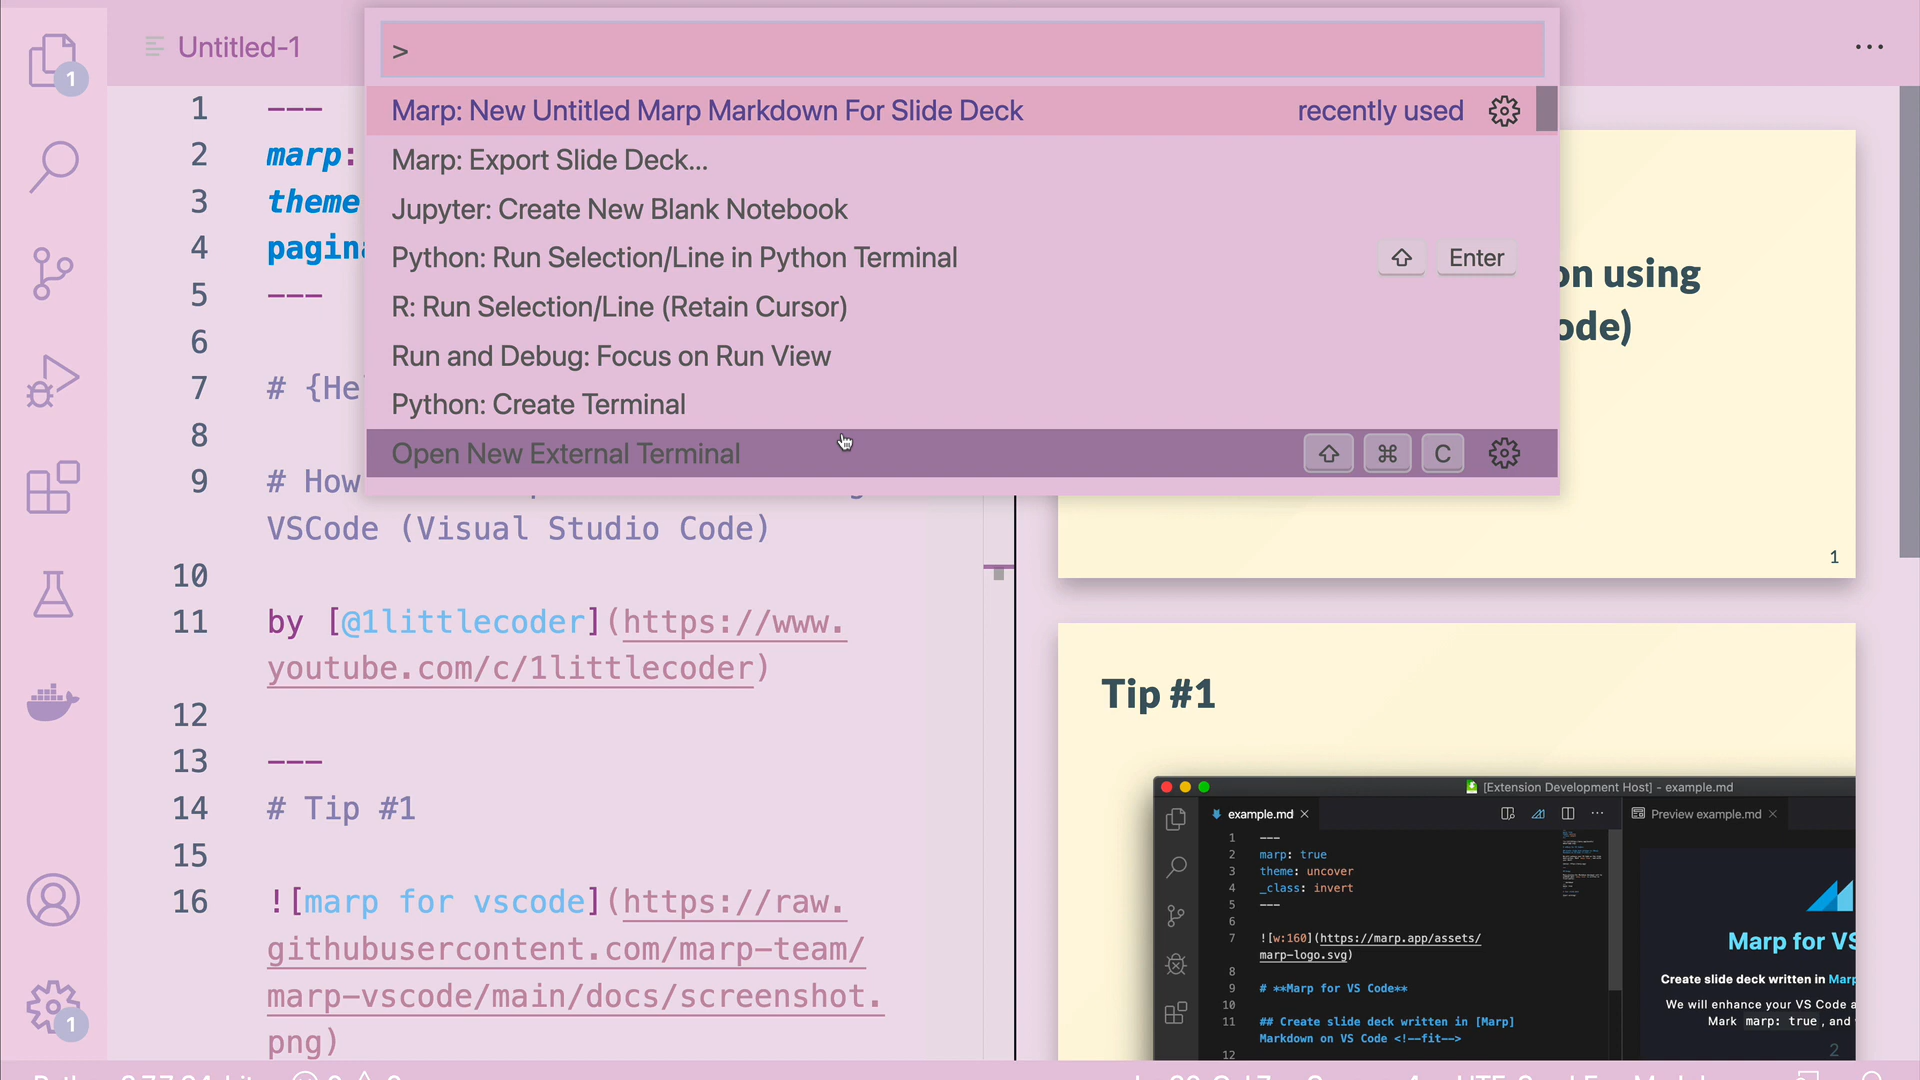 1
Untitled-1
>
Marp: New Untitled Marp Markdown For Slide Deck recently used
Marp: Export Slide Deck...
Jupyter: Create New Blank Notebook
Python: Run Selection/Line in Python Terminal Enter
R: Run Selection/Line (Retain Cursor)
Run and Debug: Focus on Run View
Python: Create Terminal
Open New External Terminal ⇧ ⌘ C
1 ---
2 marp:
3 theme
4 pagina
5 ---
6
7 # {He
8
9 # How
VSCode (Visual Studio Code)
10
11 by [@1littlecoder](https://www.
youtube.com/c/1littlecoder)
12
13 ---
14 # Tip #1
15
16 ![marp for vscode](https://raw.
githubusercontent.com/marp-team/
marp-vscode/main/docs/screenshot.
png)
1
on using
ode)
1
Tip #1
[Extension Development Host] - example.md
example.md
Preview example.md
1 ---
2 marp: true
3 theme: uncover
4 _class: invert
5 ---
6
7 ![w:160](https://marp.app/assets/
marp-logo.svg)
8
9 # **Marp for VS Code**
10
11 ## Create slide deck written in [Marp]
Markdown on VS Code <!--fit-->
12
Marp for VS
Create slide deck written in Marp
We will enhance your VS Code a
Mark marp: true , and
2